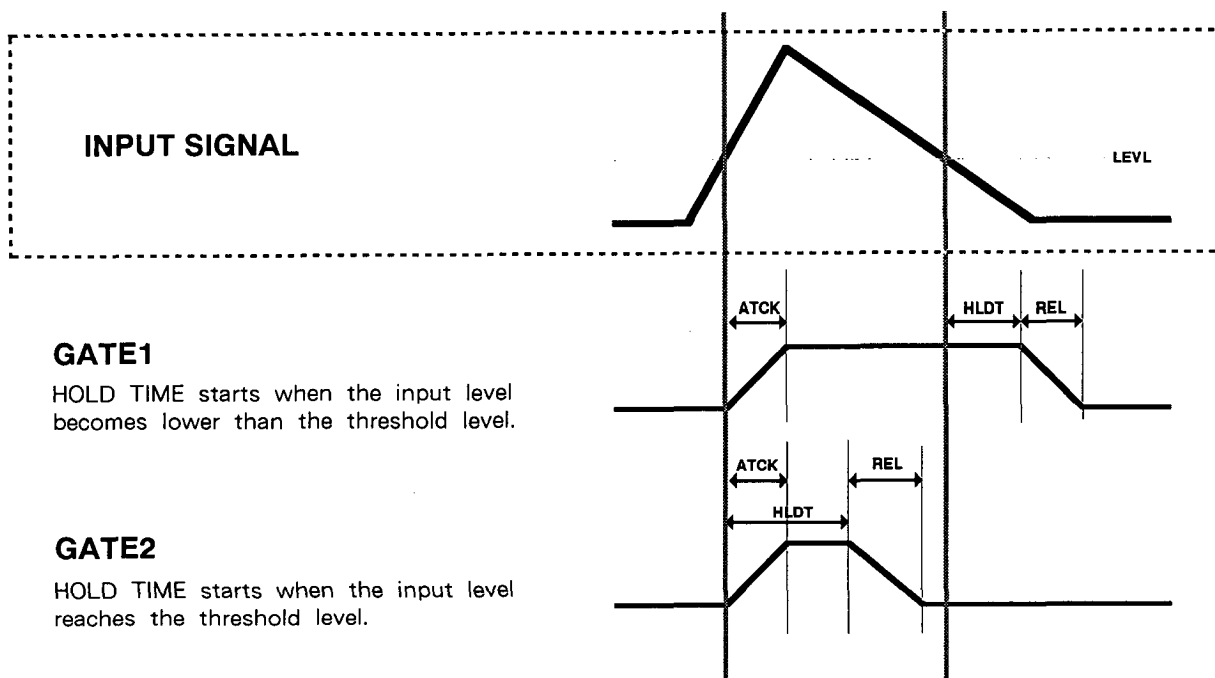 INPUT SIGNAL
LEVL
ATCK
HLDT
REL
GATE1
HOLD TIME starts when the input level
becomes lower than the threshold level.
ATCK
REL
HLDT
GATE2
HOLD TIME starts when the input level
reaches the threshold level.